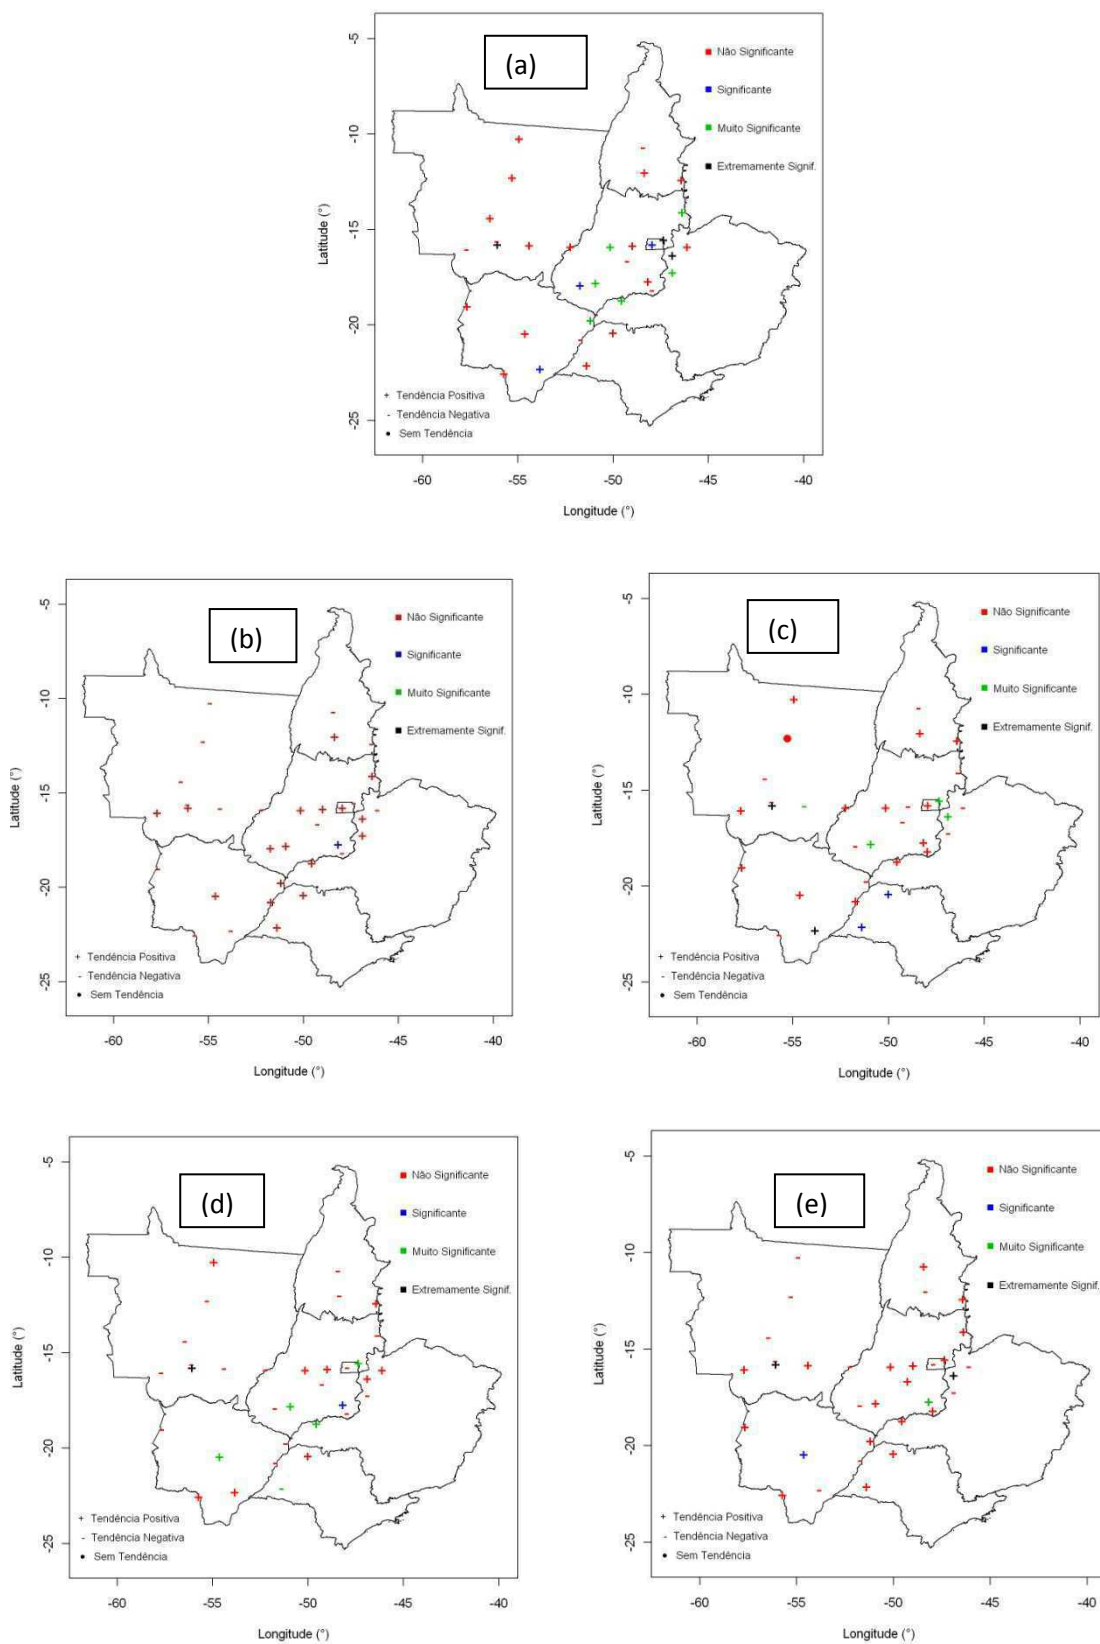 (a)
Não Significante
Significante
Muito Significante
Extremamente Signif.
Tendência Positiva
Tendência Negativa
Sem Tendência
Latitude (°)
-5
-10
-15
-20
-25
-60 -55 -50 -45 -40
Longitude (°)
(b)
Não Significante
Significante
Muito Significante
Extremamente Signif.
Tendência Positiva
Tendência Negativa
Sem Tendência
Latitude (°)
-5
-10
-15
-20
-25
-60 -55 -50 -45 -40
Longitude (°)
(c)
Não Significante
Significante
Muito Significante
Extremamente Signif.
Tendência Positiva
Tendência Negativa
Sem Tendência
Latitude (°)
-5
-10
-15
-20
-25
-60 -55 -50 -45 -40
Longitude (°)
(d)
Não Significante
Significante
Muito Significante
Extremamente Signif.
Tendência Positiva
Tendência Negativa
Sem Tendência
Latitude (°)
-5
-10
-15
-20
-25
-60 -55 -50 -45 -40
Longitude (°)
(e)
Não Significante
Significante
Muito Significante
Extremamente Signif.
Tendência Positiva
Tendência Negativa
Sem Tendência
Latitude (°)
-5
-10
-15
-20
-25
-60 -55 -50 -45 -40
Longitude (°)